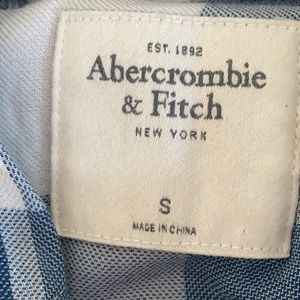 EST. 1892
Abercrombie
& Fitch
NEW YORK
S
MADE IN CHINA